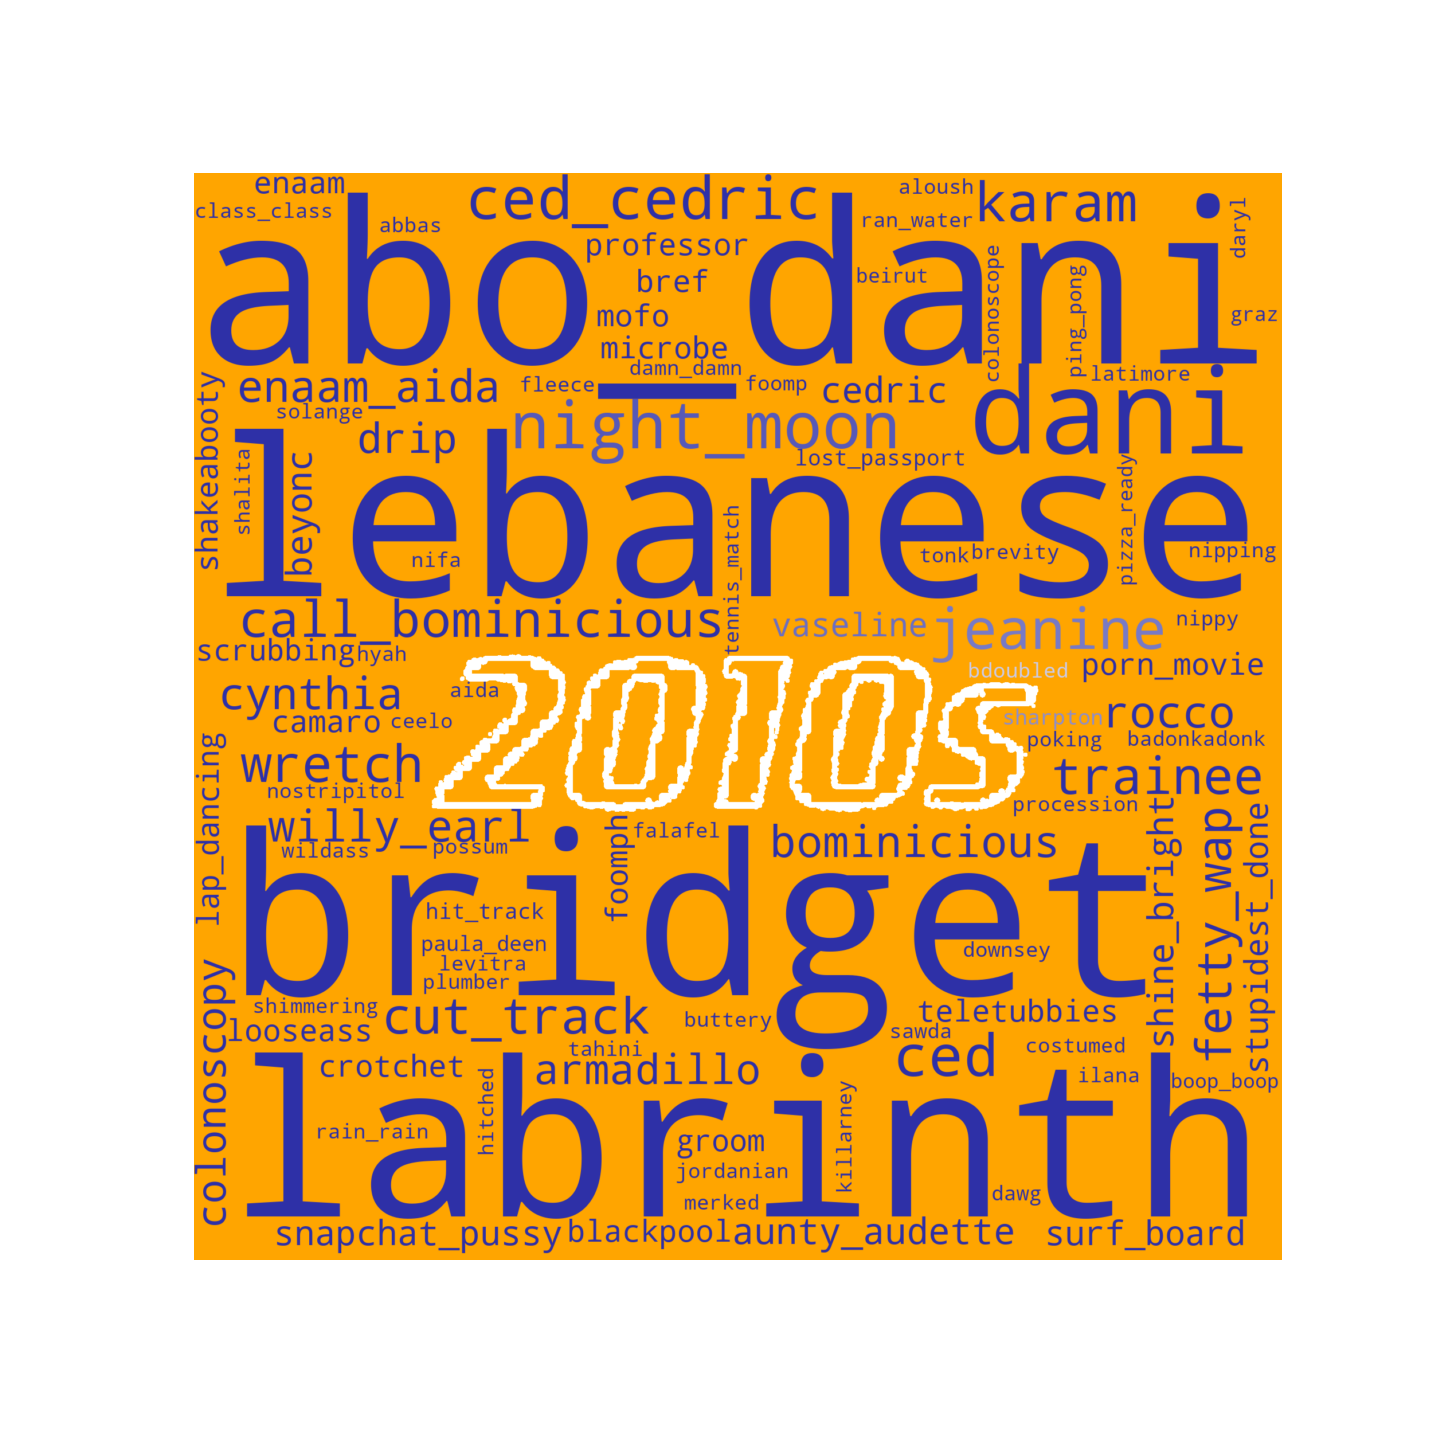 enaam
class_class
abbas
ced_cedric
aloush
ran_water
karam
daryl
abo_dani
professor
bref
mofo
microbe
damn_damn
beirut
colonoscope
ping_pong
graz
latimore
enaam_aida
solange
fleece
foomp
cedric
dani
shakeabooty
shalita
beyonc
drip
night_moon
lost_passport
lebanese
nifa
tennis_match
tonk
brevity
pizza_ready
nipping
call_bominicious
vaseline
jeanine
nippy
scrubbing
hyah
bdoubled
porn_movie
cynthia
aida
camaro
ceelo
2010s
sharpton
rocco
poking
badonkadonk
wretch
nostripitol
trainee
procession
lap_dancing
willy_earl
wildass
possum
foomph
falafel
bominicious
shine_bright
fetty_wap
stupidest_done
bridget
hit_track
paula_deen
levitra
plumber
downsey
colonoscopy
shimmering
looseass
cut_track
buttery
teletubbies
sawda
tahini
ced
costumed
crotchet
armadillo
ilana
boop_boop
labrinth
rain_rain
hitched
groom
jordanian
merked
killarney
dawg
snapchat_pussy
blackpool
aunty_audette
surf_board